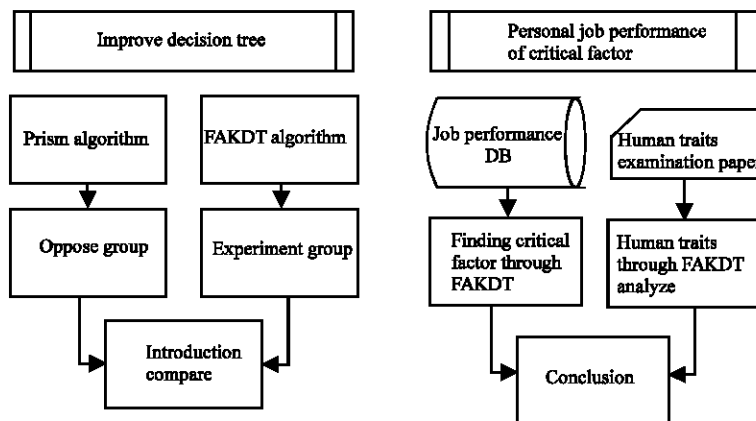 Improve decision tree
Personal job performance
of critical factor
Prism algorithm
FAKDT algorithm
Job performance
DB
Human traits
examination paper
Oppose group
Experiment group
Finding critical
factor through
FAKDT
Human traits
through FAKDT
analyze
Introduction
compare
Conclusion